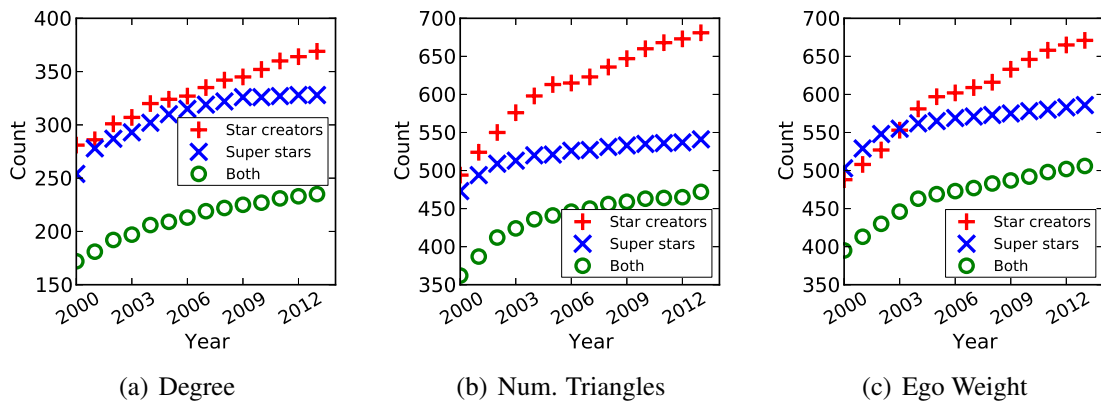 400
350
300
250
200
150
Count
Star creators
Super stars
Both
2000 2003 2006 2009 2012
Year
(a) Degree
700
650
600
550
500
450
400
350
Count
Star creators
Super stars
Both
2000 2003 2006 2009 2012
Year
(b) Num. Triangles
700
650
600
550
500
450
400
350
Count
Star creators
Super stars
Both
2000 2003 2006 2009 2012
Year
(c) Ego Weight